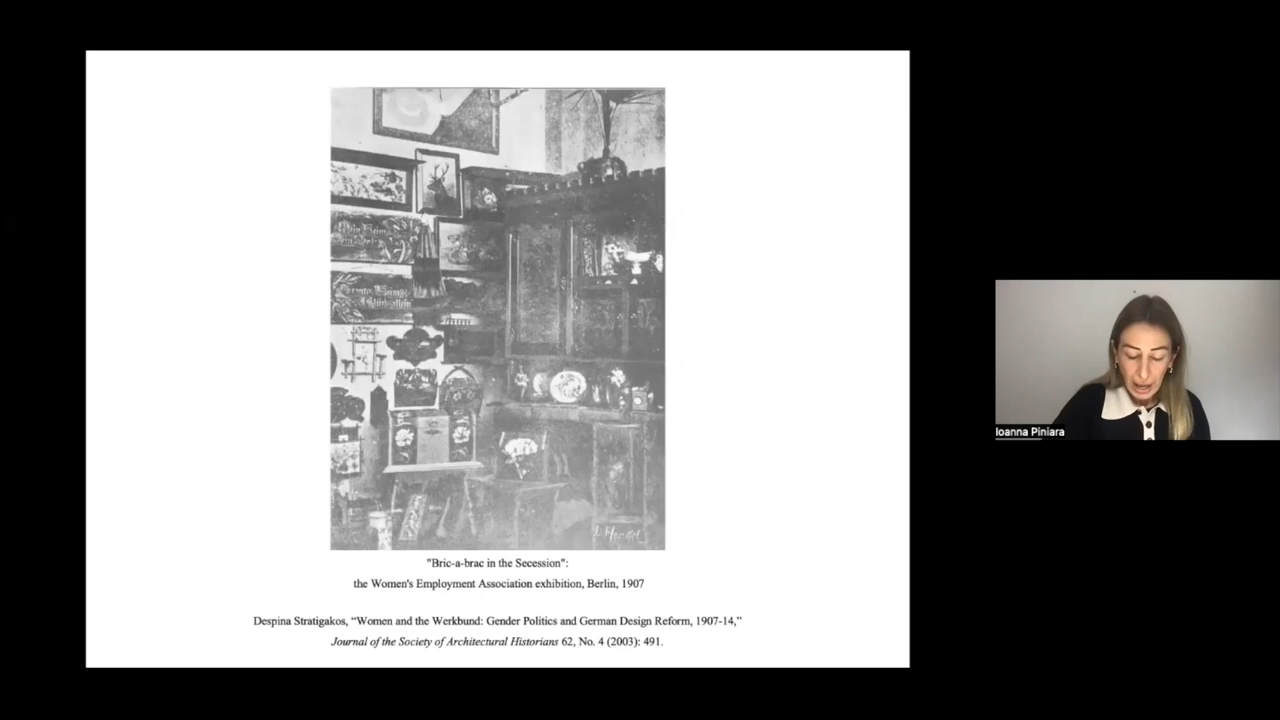 "Bric-a-brac in the Secession":
the Women's Employment Association exhibition, Berlin, 1907
Despina Stratigakos, “Women and the Werkbund: Gender Politics and German Design Reform, 1907-14,”
Journal of the Society of Architectural Historians 62, No. 4 (2003): 491.
Ioanna Piniara